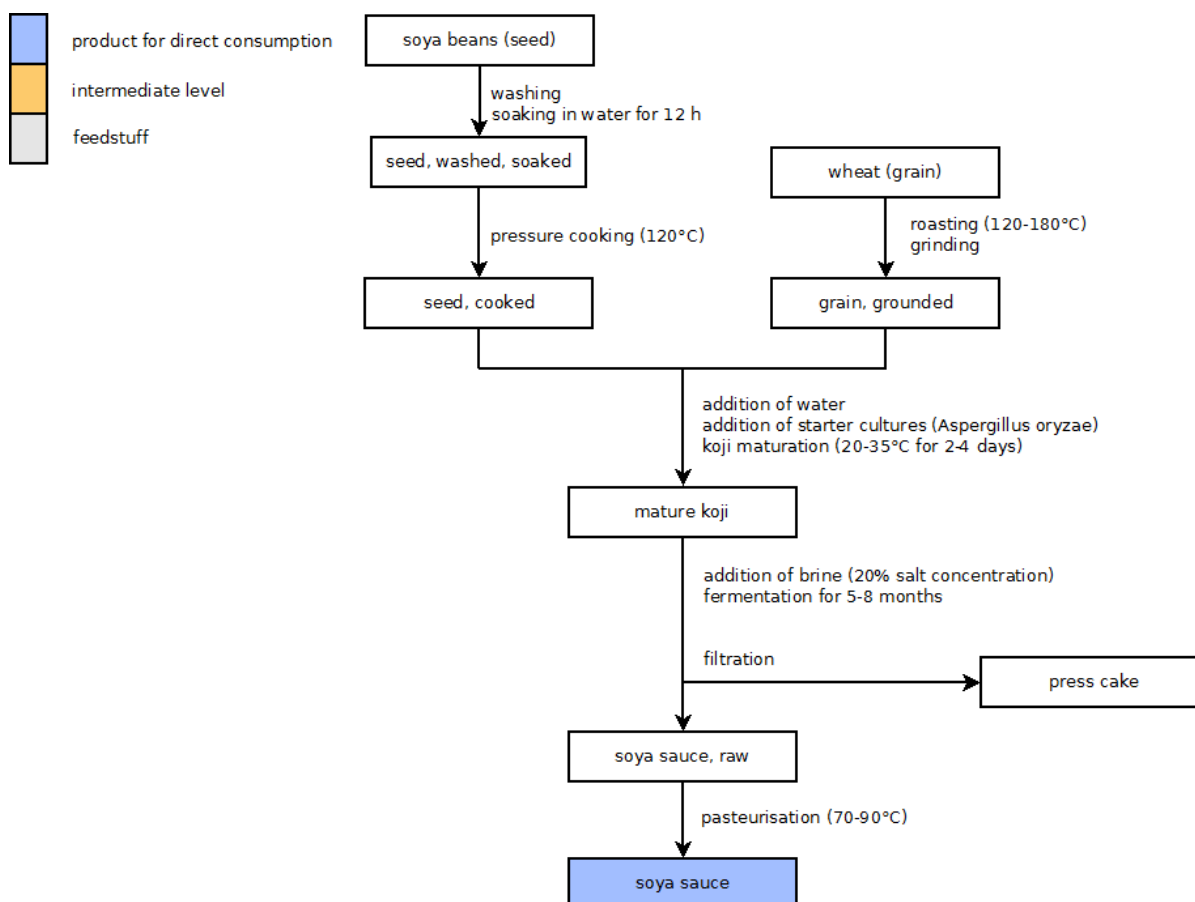 product for direct consumption
intermediate level
feedstuff
soya beans (seed)
washing
soaking in water for 12 h
seed, washed, soaked
wheat (grain)
pressure cooking (120°C)
roasting (120-180°C)
grinding
seed, cooked
grain, grounded
addition of water
addition of starter cultures (Aspergillus oryzae)
koji maturation (20-35°C for 2-4 days)
mature koji
addition of brine (20% salt concentration)
fermentation for 5-8 months
filtration
press cake
soya sauce, raw
pasteurisation (70-90°C)
soya sauce